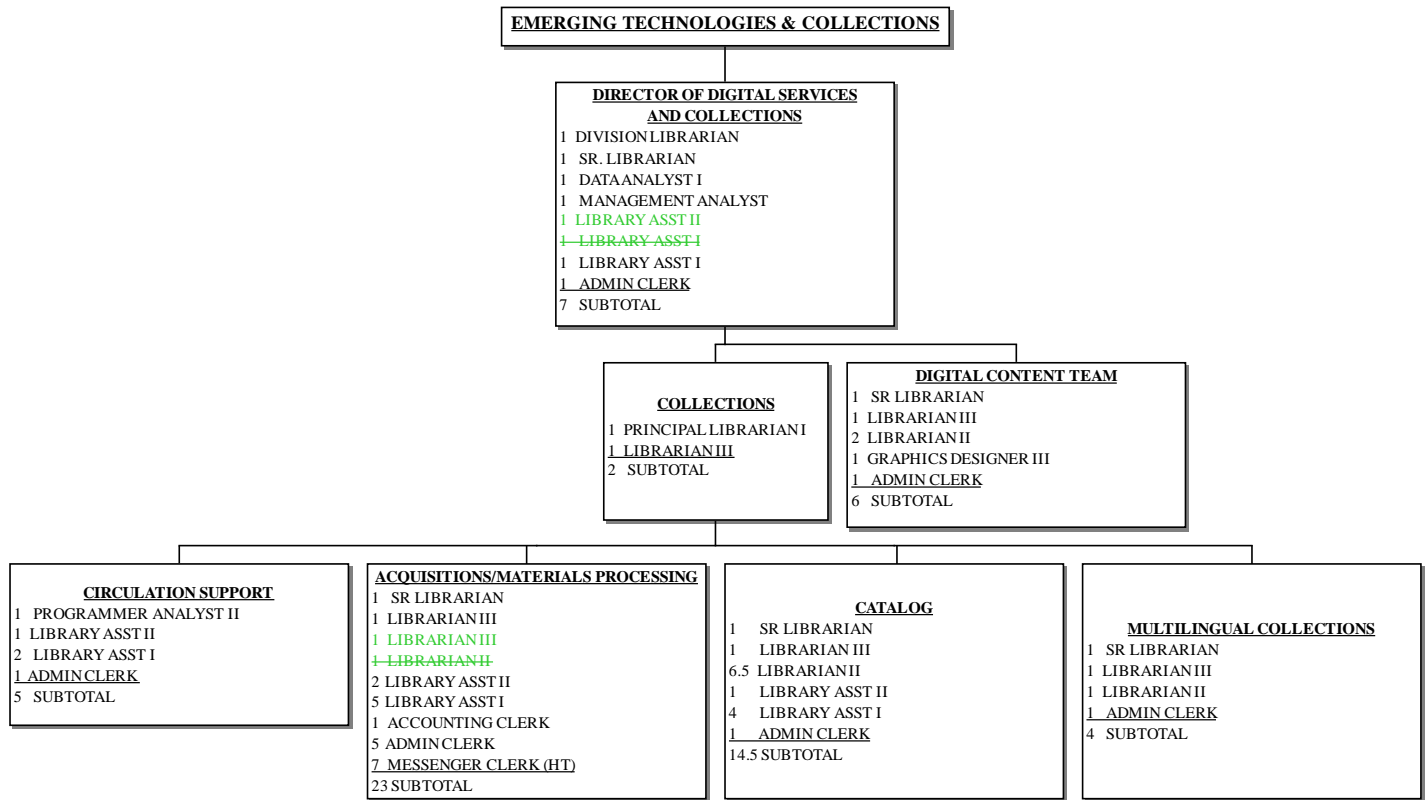 EMERGING TECHNOLOGIES & COLLECTIONS
DIRECTOR OF DIGITAL SERVICES
AND COLLECTIONS
1 DIVISION LIBRARIAN
1 SR. LIBRARIAN
1 DATA ANALYST I
1 MANAGEMENT ANALYST
1 LIBRARY ASST II
1 LIBRARY ASST I
1 LIBRARY ASST I
1 ADMIN CLERK
7 SUBTOTAL
COLLECTIONS
1 PRINCIPAL LIBRARIAN I
1 LIBRARIAN III
2 SUBTOTAL
DIGITAL CONTENT TEAM
1 SR LIBRARIAN
1 LIBRARIAN III
2 LIBRARIAN II
1 GRAPHICS DESIGNER III
1 ADMIN CLERK
6 SUBTOTAL
CIRCULATION SUPPORT
1 PROGRAMMER ANALYST II
1 LIBRARY ASST II
2 LIBRARY ASST I
1 ADMIN CLERK
5 SUBTOTAL
ACQUISITIONS/MATERIALS PROCESSING
1 SR LIBRARIAN
1 LIBRARIAN III
1 LIBRARIAN III
1 LIBRARIAN II
2 LIBRARY ASST II
5 LIBRARY ASST I
1 ACCOUNTING CLERK
5 ADMIN CLERK
7 MESSENGER CLERK (HT)
23 SUBTOTAL
CATALOG
1 SR LIBRARIAN
1 LIBRARIAN III
6.5 LIBRARIAN II
1 LIBRARY ASST II
4 LIBRARY ASST I
1 ADMIN CLERK
14.5 SUBTOTAL
MULTILINGUAL COLLECTIONS
1 SR LIBRARIAN
1 LIBRARIAN III
1 LIBRARIAN II
1 ADMIN CLERK
4 SUBTOTAL